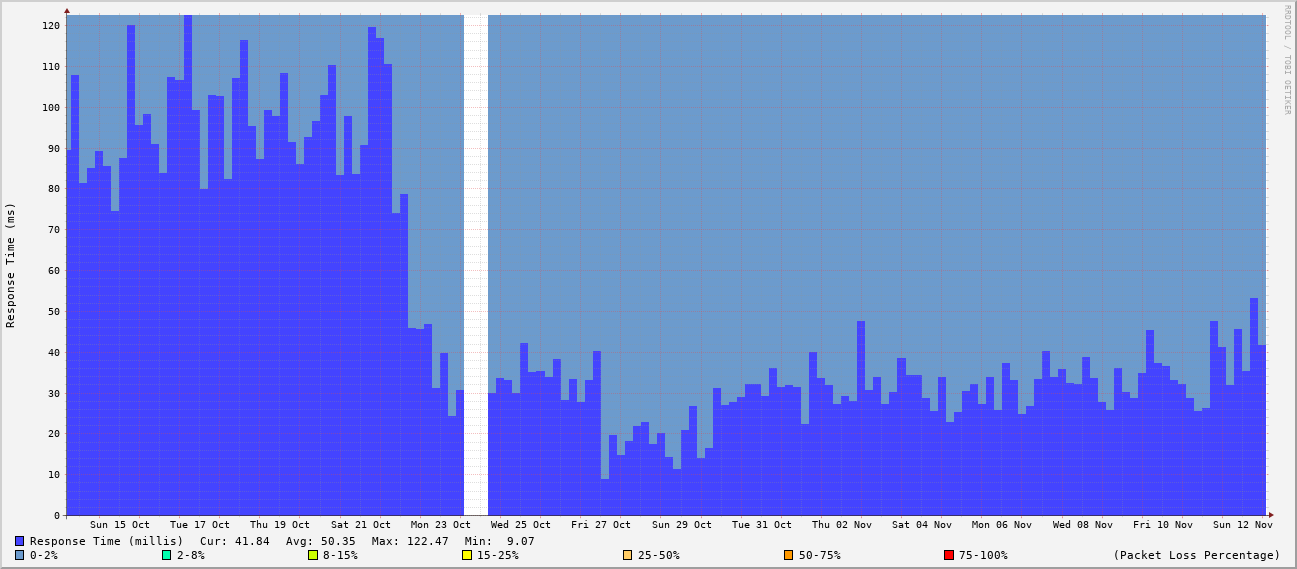 RRDTOOL / TOBI OETIKER
Response Time (ms)
120
110
100
90
80
70
60
50
40
30
20
10
0
Sun 15 Oct Tue 17 Oct Thu 19 Oct Sat 21 Oct Mon 23 Oct Wed 25 Oct Fri 27 Oct Sun 29 Oct Tue 31 Oct Thu 02 Nov Sat 04 Nov Mon 06 Nov Wed 08 Nov Fri 10 Nov Sun 12 Nov
Response Time (millis) Cur: 41.84 Avg: 50.35 Max: 122.47 Min: 9.07
0-2% 2-8% 8-15% 15-25% 25-50% 50-75% 75-100% (Packet Loss Percentage)